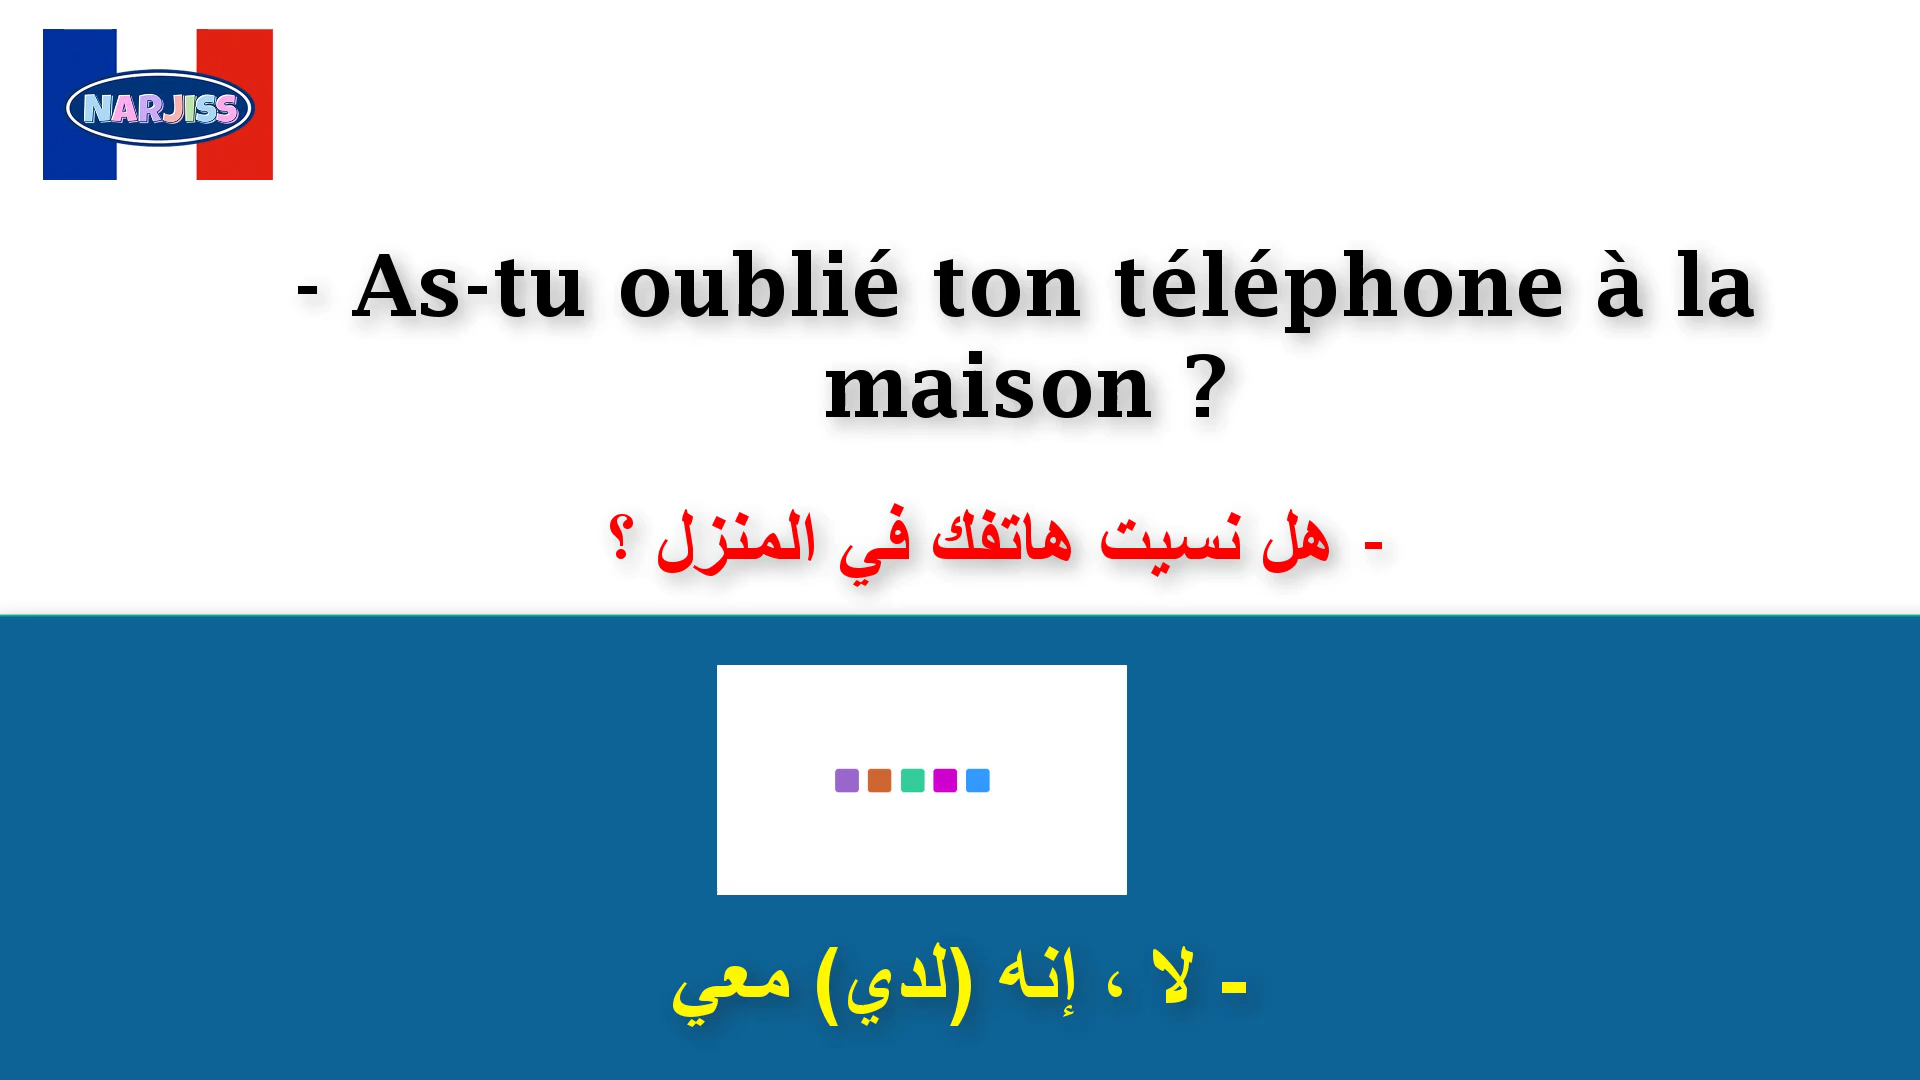 NARJISS
- As-tu oublié ton téléphone à la
maison ?
- هل نسيت هاتفك في المنزل ؟
- لا ، إنه (لدي) معي